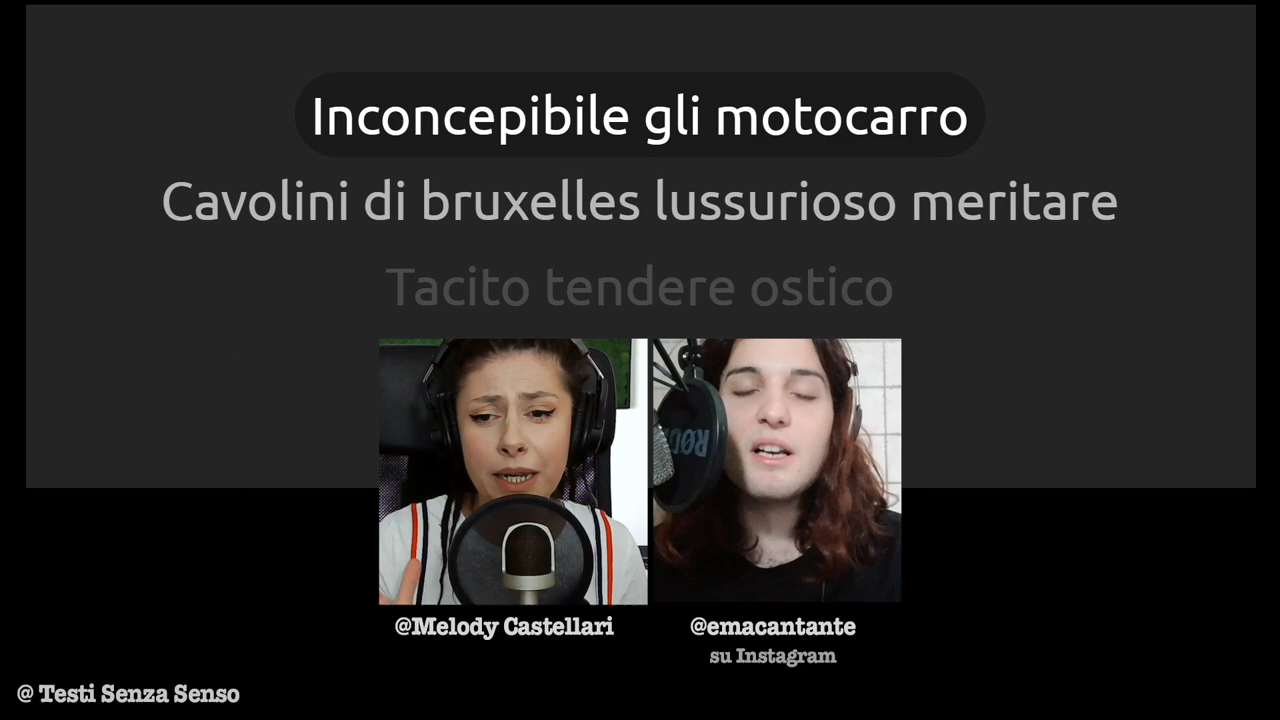 Inconcepibile gli motocarro
Cavolini di bruxelles lussurioso meritare
Tacito tendere ostico
RØD
@Melody Castellari
@emacantante
su Instagram
@ Testi Senza Senso